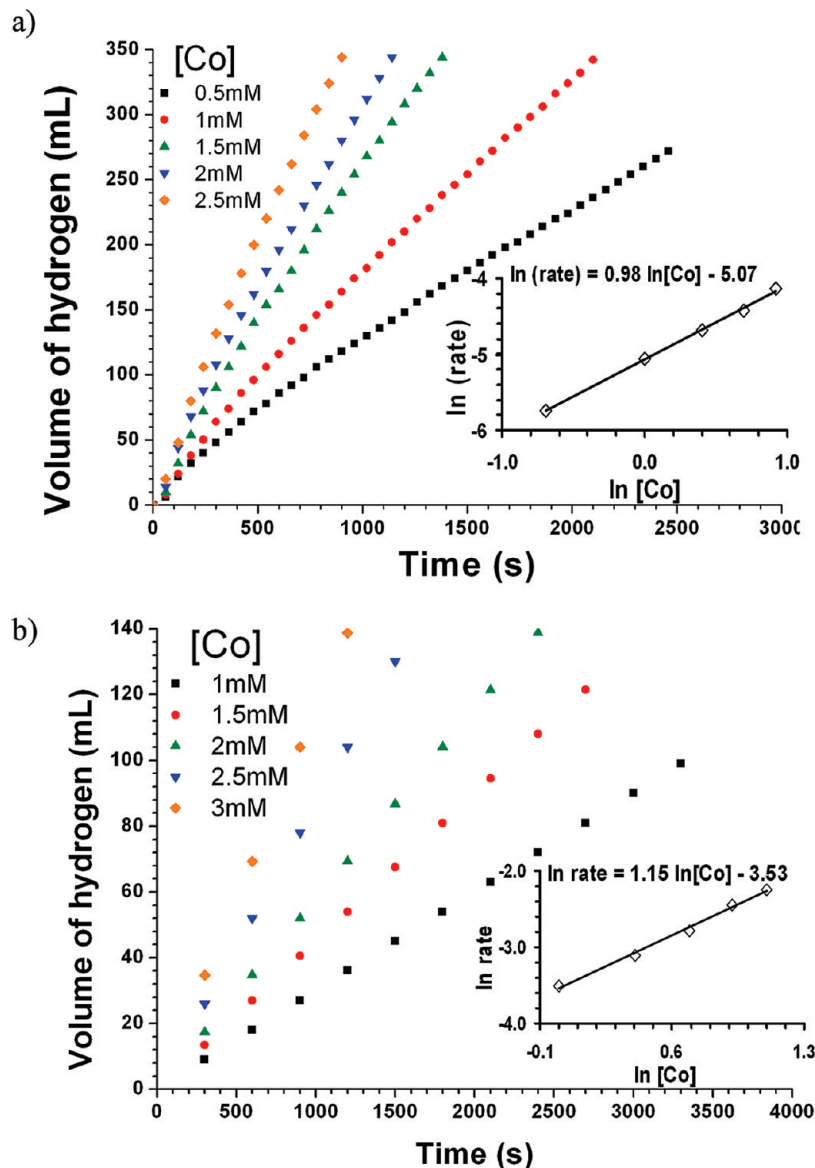 a)
350
300
250
200
150
100
50
0
Volume of hydrogen (mL)
[Co]
0.5mM
1mM
1.5mM
2mM
2.5mM
ln (rate) = 0.98 ln[Co] - 5.07
-4
-5
-6
ln (rate)
-1.0 0.0 1.0
ln [Co]
0 500 1000 1500 2000 2500 3000
Time (s)
b)
140
120
100
80
60
40
20
0
Volume of hydrogen (mL)
[Co]
1mM
1.5mM
2mM
2.5mM
3mM
ln rate = 1.15 ln[Co] - 3.53
-2.0
-3.0
-4.0
ln rate
-0.1 0.6 1.3
ln [Co]
0 500 1000 1500 2000 2500 3000 3500 4000
Time (s)